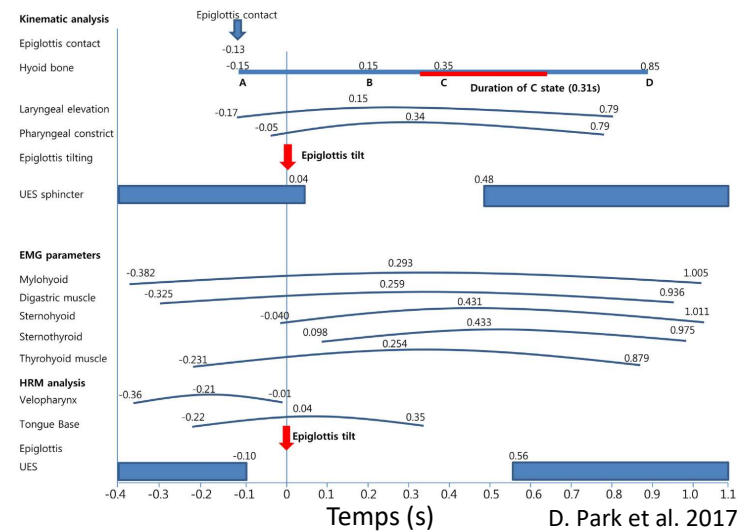 Kinematic analysis
Epiglottis contact
Epiglottis contact
-0.13
Hyoid bone
-0.15 0.15 0.35 0.85
A B C D
Duration of C state (0.31s)
Laryngeal elevation
-0.17 0.15 0.79
Pharyngeal constrict
-0.05 0.34 0.79
Epiglottis tilting
Epiglottis tilt
UES sphincter
0.04 0.48
EMG parameters
Mylohyoid
-0.382 0.293 1.005
Digastric muscle
-0.325 0.259 0.936
Sternohyoid
-0.040 0.431 1.011
Sternothyroid
0.098 0.433 0.975
Thyrohyoid muscle
-0.231 0.254 0.879
HRM analysis
Velopharynx
-0.36 -0.21 -0.01
Tongue Base
-0.22 0.04 0.35
Epiglottis
Epiglottis tilt
UES
-0.10 0.56
-0.4 -0.3 -0.2 -0.1 0 0.1 0.2 0.3 0.4 0.5 0.6 0.7 0.8 0.9 1.0 1.1
Temps (s)
D. Park et al. 2017